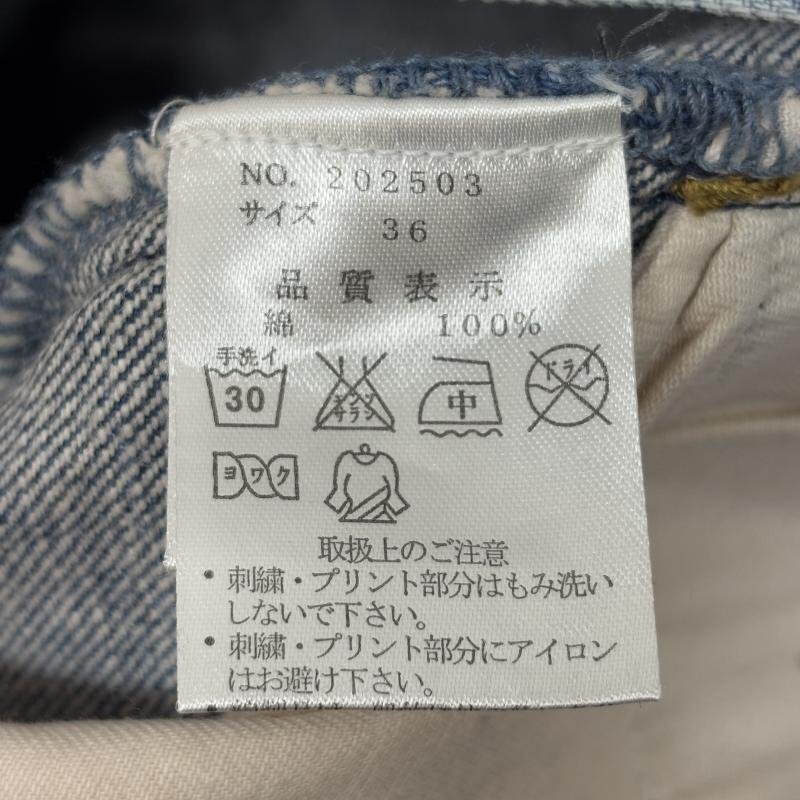 NO. 202503
サイズ 36
品質表示
綿 100%
手洗イ
30
エンソ
サラシ
中
ドライ
ヨワク
取扱上のご注意
・刺繍・プリント部分はもみ洗い
しないで下さい。
・刺繍・プリント部分にアイロン
はお避け下さい。